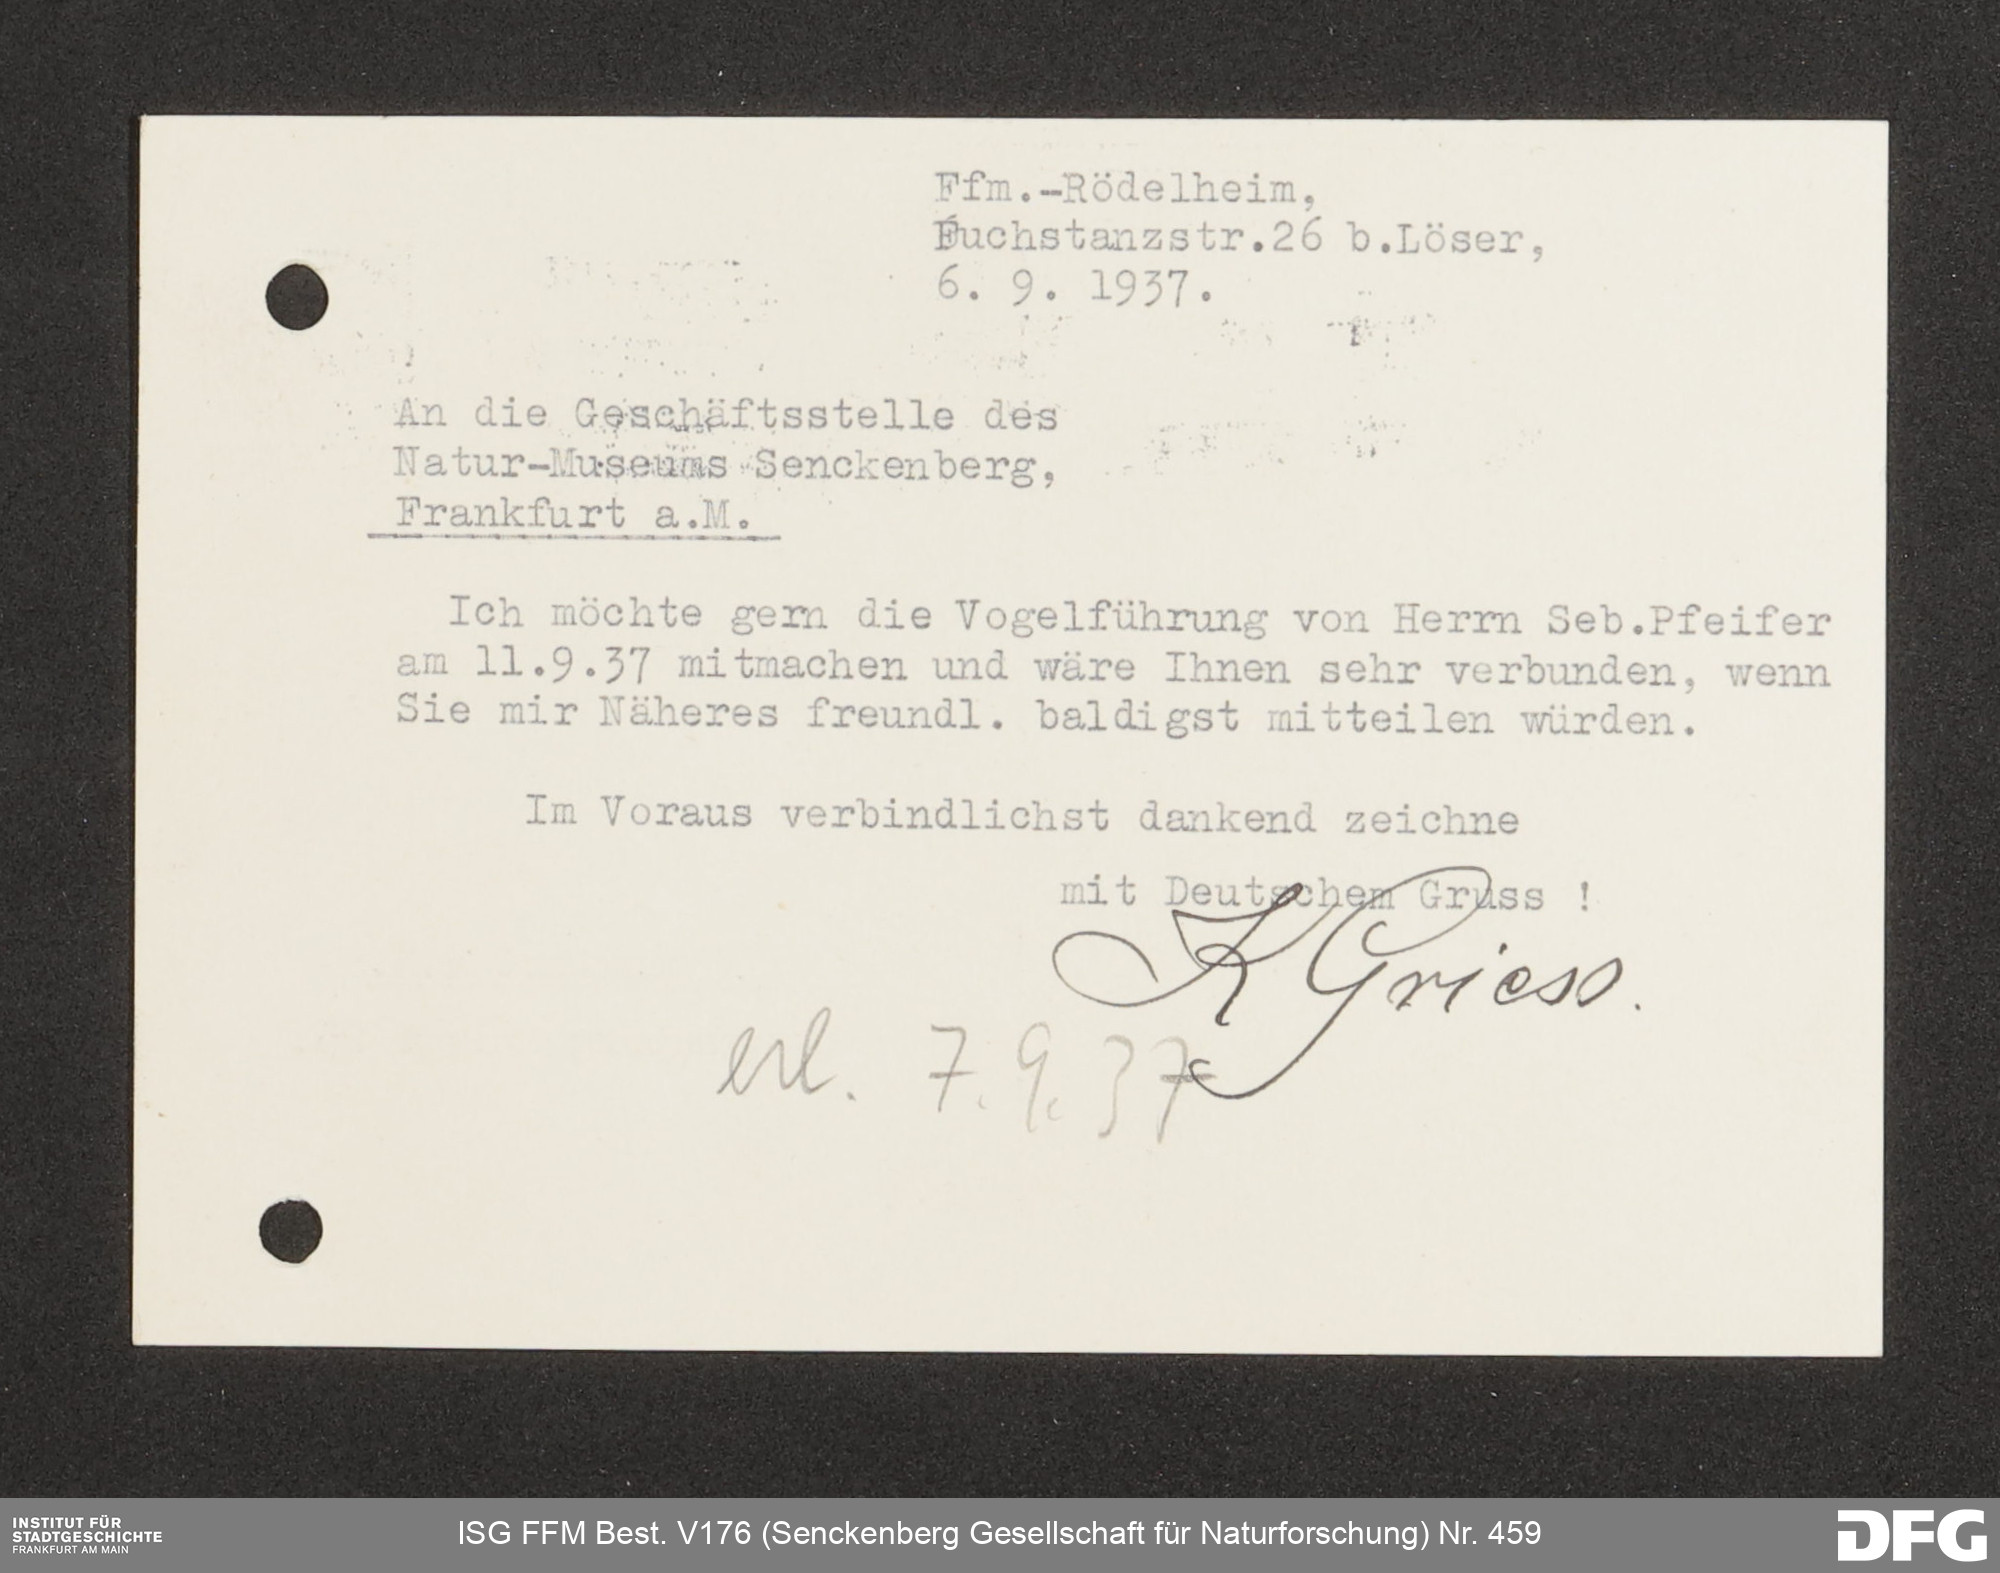 Ffm.-Rödelheim,
Fuchstanzstr.26 b.Löser,
6. 9. 1937.
An die Geschäftsstelle des
Natur-Museums Senckenberg,
Frankfurt a.M.
Ich möchte gern die Vogelführung von Herrn Seb.Pfeifer
am 11.9.37 mitmachen und wäre Ihnen sehr verbunden, wenn
Sie mir Näheres freundl. baldigst mitteilen würden.
Im Voraus verbindlichst dankend zeichne
mit Deutschem Gruss !
K Griess.
erl. 7.9.37
INSTITUT FÜR
STADTGESCHICHTE
FRANKFURT AM MAIN
ISG FFM Best. V176 (Senckenberg Gesellschaft für Naturforschung) Nr. 459
DFG